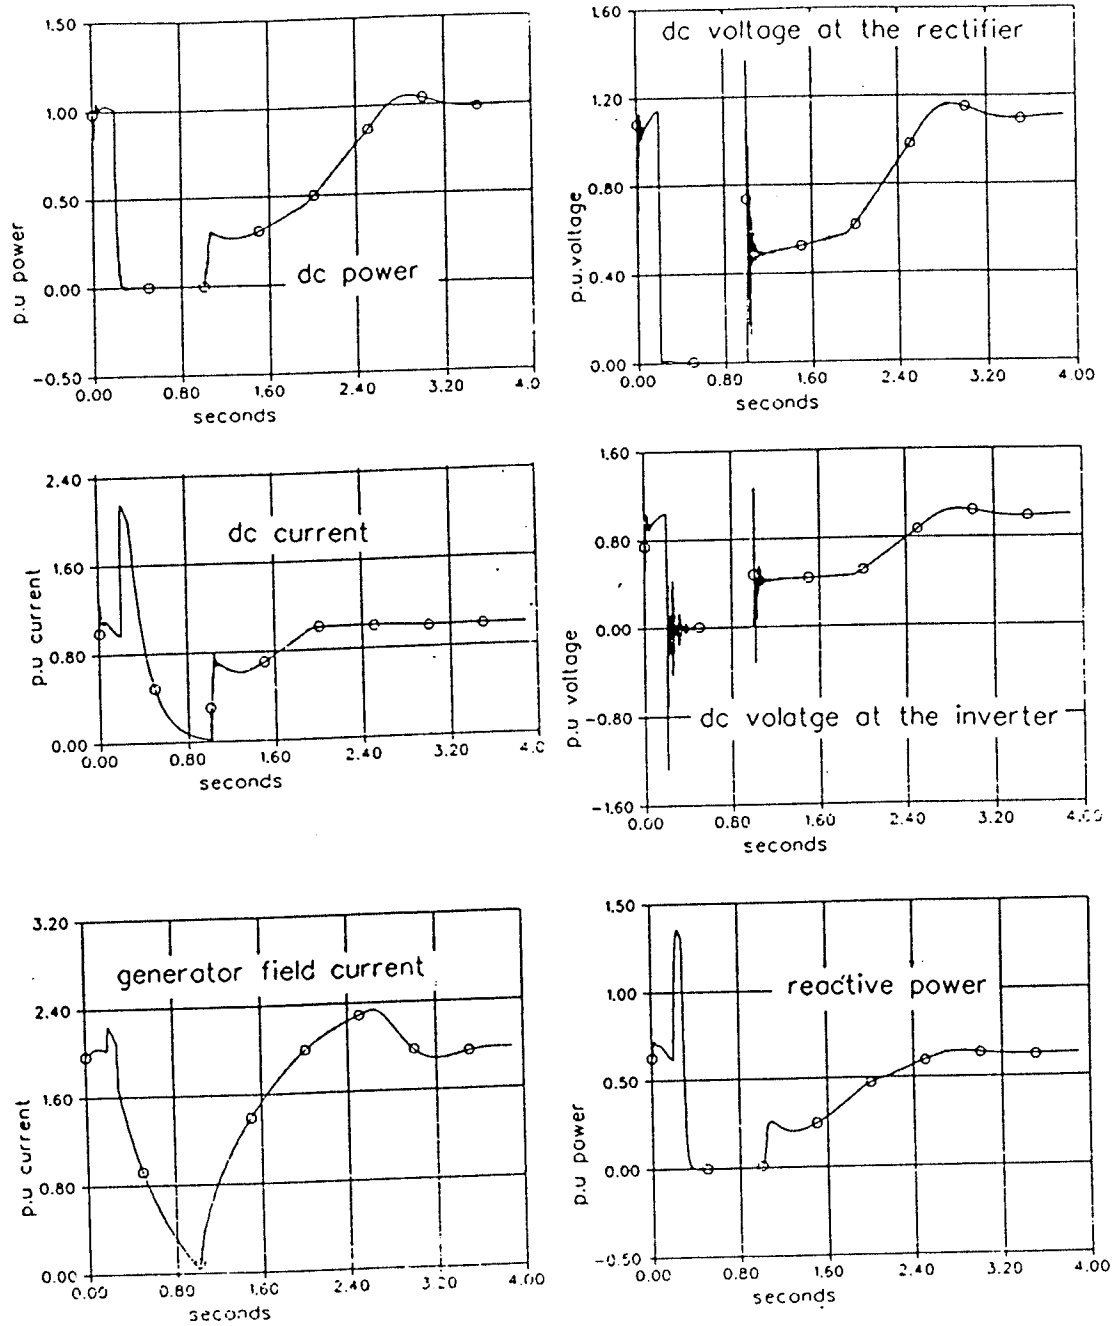 1.50
1.00
0.50
0.00
-0.50
p.u power
dc power
0.00 0.80 1.60 2.40 3.20 4.0
seconds
1.60
1.20
0.80
0.40
0.00
p.u.voltage
dc voltage at the rectifier
0.00 0.80 1.60 2.40 3.20 4.00
seconds
2.40
1.60
0.80
0.00
p.u current
dc current
0.00 0.80 1.60 2.40 3.20 4.0
seconds
1.60
0.80
0.00
-0.80
-1.60
p.u voltage
dc volatge at the inverter
0.00 0.80 1.60 2.40 3.20 4.00
seconds
3.20
2.40
1.60
0.80
0.00
p.u current
generator field current
0.00 0.80 1.60 2.40 3.20 4.00
seconds
1.50
1.00
0.50
0.00
-0.50
p.u power
reactive power
0.00 0.80 1.60 2.40 3.20 4.00
seconds